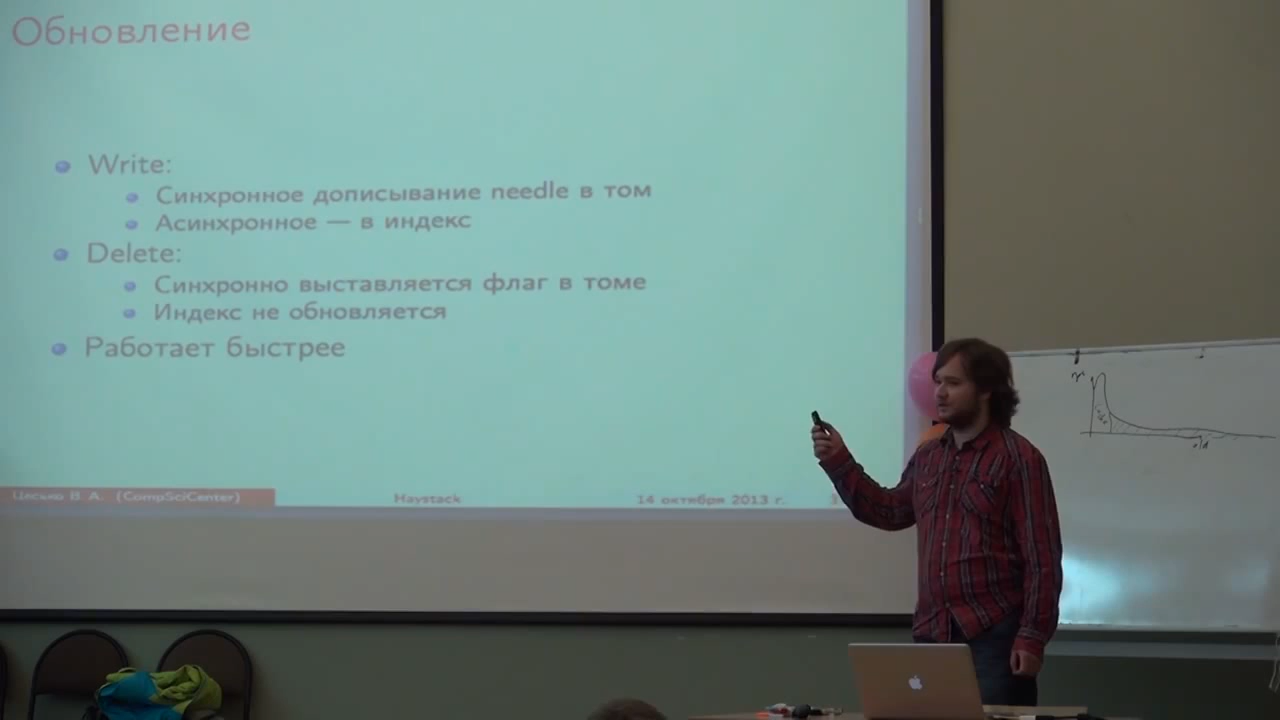 Обновление
Write:
Синхронное дописывание needle в том
Асинхронное — в индекс
Delete:
Синхронно выставляется флаг в томе
Индекс не обновляется
Работает быстрее
Цесько В. А. (CompSciCenter)
Haystack
14 октября 2013 г.